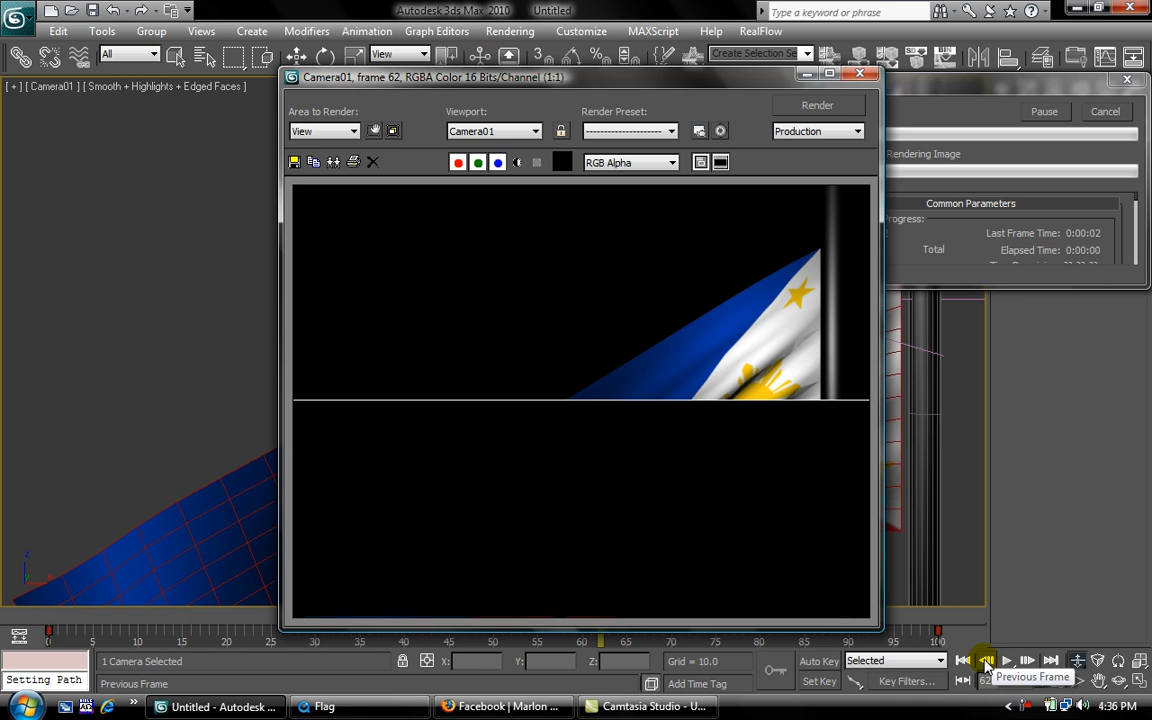 Autodesk 3ds Max 2010 Untitled
Type a keyword or phrase
Edit Tools Group Views Create Modifiers Animation Graph Editors Rendering Customize MAXScript Help RealFlow
All
View
Create Selection Se
[ + ] [ Camera01 ] [ Smooth + Highlights + Edged Faces ]
Camera01, frame 62, RGBA Color 16 Bits/Channel (1:1)
Area to Render:
View
Viewport:
Camera01
Render Preset:
Render
Production
RGB Alpha
Pause
Cancel
Rendering Image
Common Parameters
Progress:
Last Frame Time: 0:00:02
Total
Elapsed Time: 0:00:00
z
0 5 10 15 20 25 30 35 40 45 50 55 60 65 70 75 80 85 90 95 100
1 Camera Selected
X:
Y:
Z:
Grid = 10.0
Auto Key
Selected
Setting Path
Previous Frame
Add Time Tag
Set Key
Key Filters...
62
Previous Frame
Untitled - Autodesk ...
Flag
Facebook | Marlon ...
Camtasia Studio - U...
4:36 PM